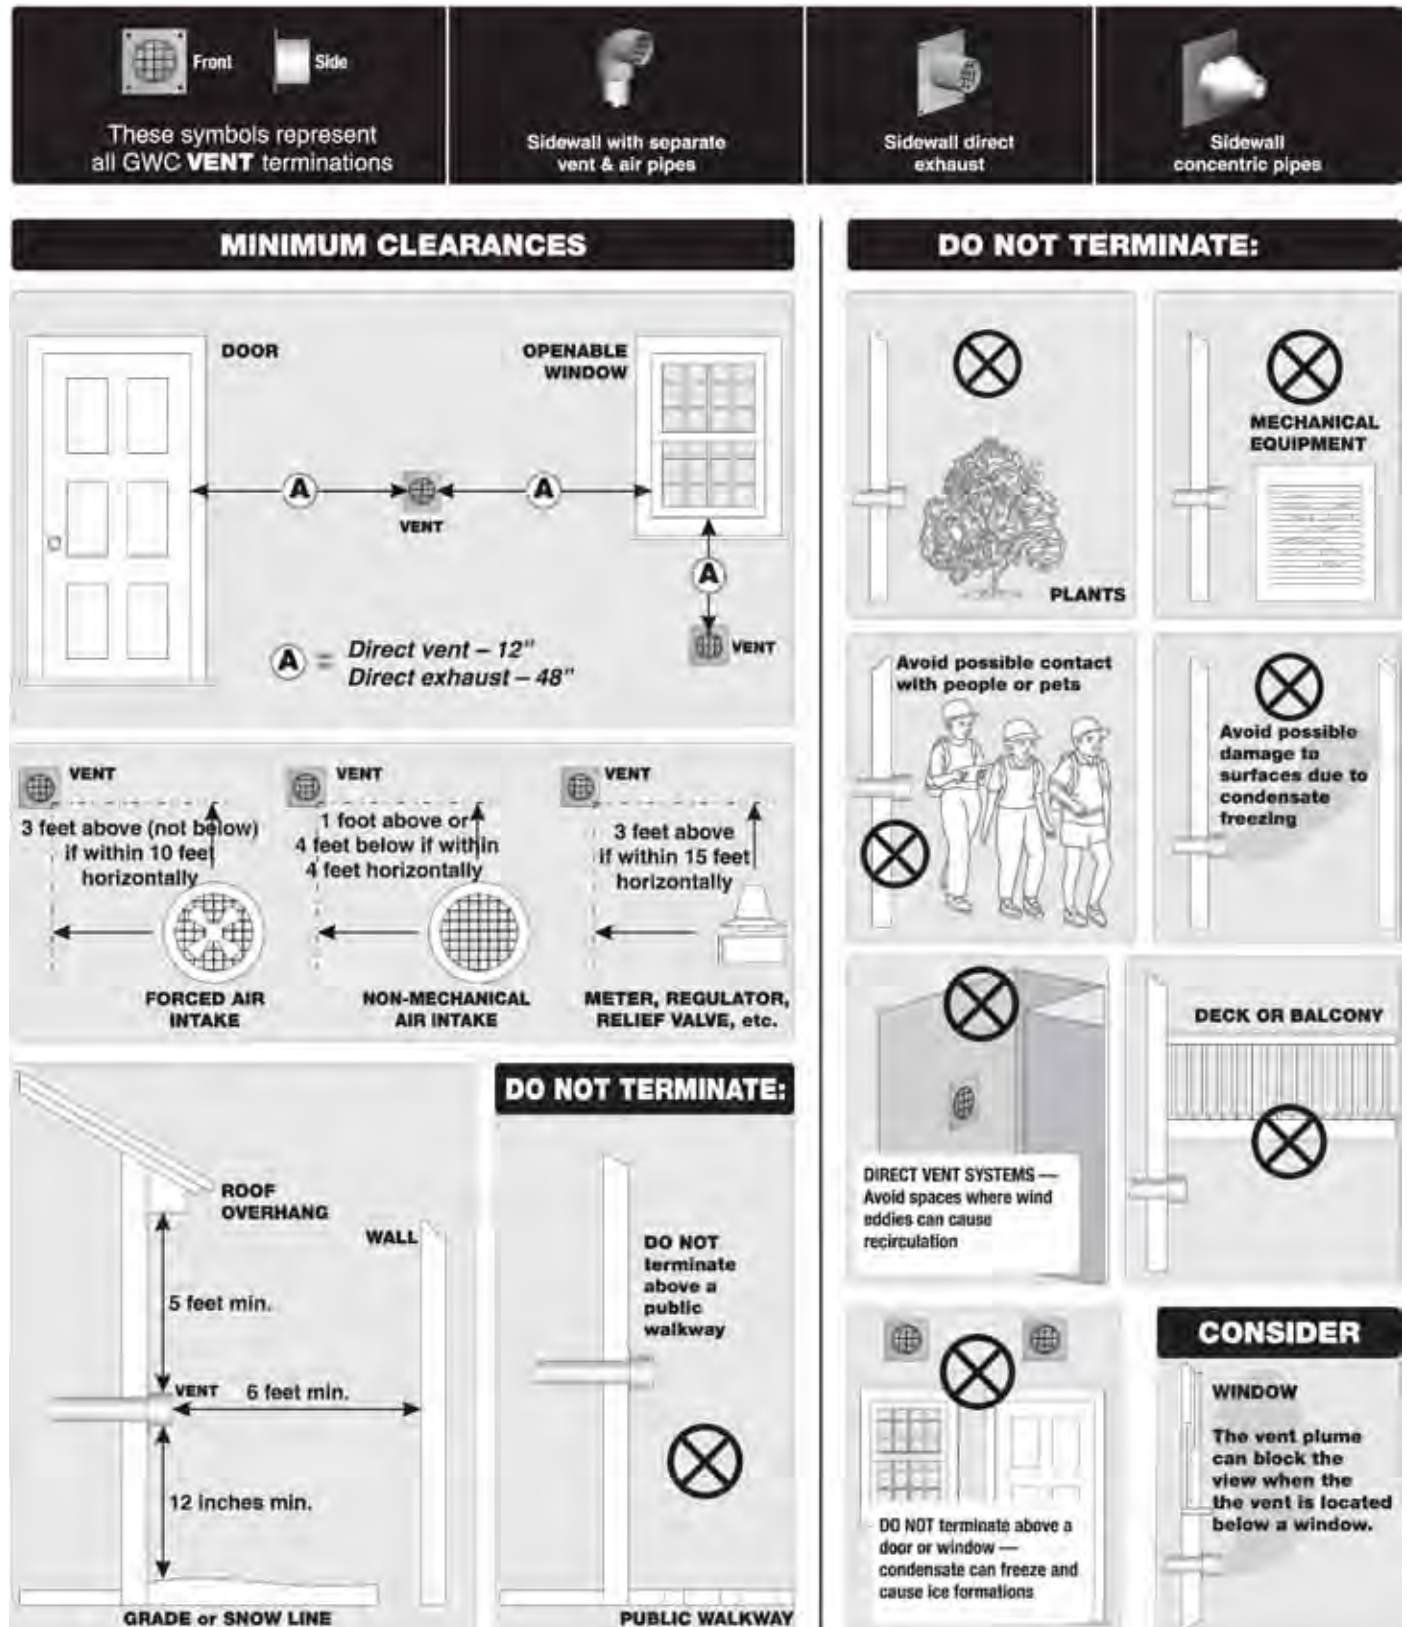 Front
Side
These symbols represent
all GWC VENT terminations
Sidewall with separate
vent & air pipes
Sidewall direct
exhaust
Sidewall
concentric pipes
MINIMUM CLEARANCES
DOOR
OPENABLE
WINDOW
A
A
VENT
A
VENT
A = Direct vent – 12"
Direct exhaust – 48"
VENT
3 feet above (not below)
if within 10 feet
horizontally
FORCED AIR
INTAKE
VENT
1 foot above or
4 feet below if within
4 feet horizontally
NON-MECHANICAL
AIR INTAKE
VENT
3 feet above
if within 15 feet
horizontally
METER, REGULATOR,
RELIEF VALVE, etc.
ROOF
OVERHANG
WALL
5 feet min.
VENT
6 feet min.
12 inches min.
GRADE or SNOW LINE
DO NOT TERMINATE:
DO NOT
terminate
above a
public
walkway
PUBLIC WALKWAY
DO NOT TERMINATE:
PLANTS
MECHANICAL
EQUIPMENT
Avoid possible contact
with people or pets
Avoid possible
damage to
surfaces due to
condensate
freezing
DIRECT VENT SYSTEMS —
Avoid spaces where wind
eddies can cause
recirculation
DECK OR BALCONY
DO NOT terminate above a
door or window —
condensate can freeze and
cause ice formations
CONSIDER
WINDOW
The vent plume
can block the
view when the
the vent is located
below a window.